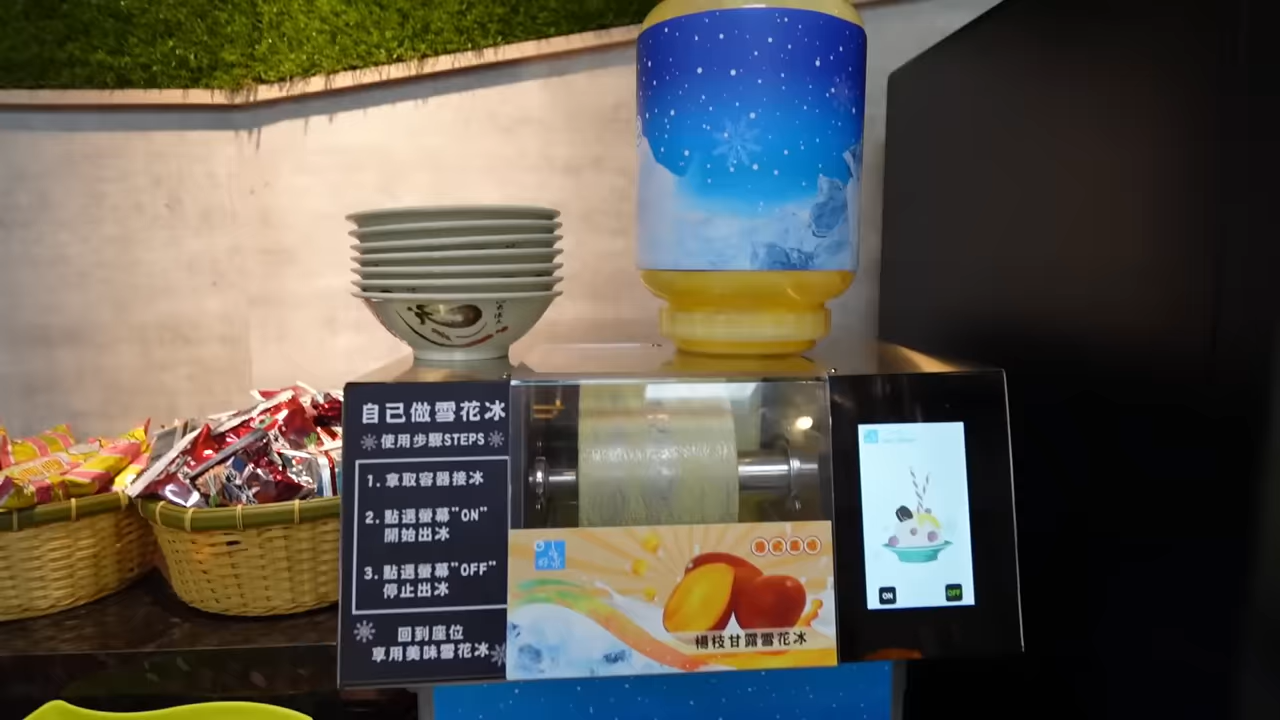 自己做雪花冰
使用步驟STEPS
1. 拿取容器接冰
2. 點選螢幕"ON"
開始出冰
3. 點選螢幕"OFF"
停止出冰
回到座位
享用美味雪花冰
楊枝甘露雪花冰
ON
OFF